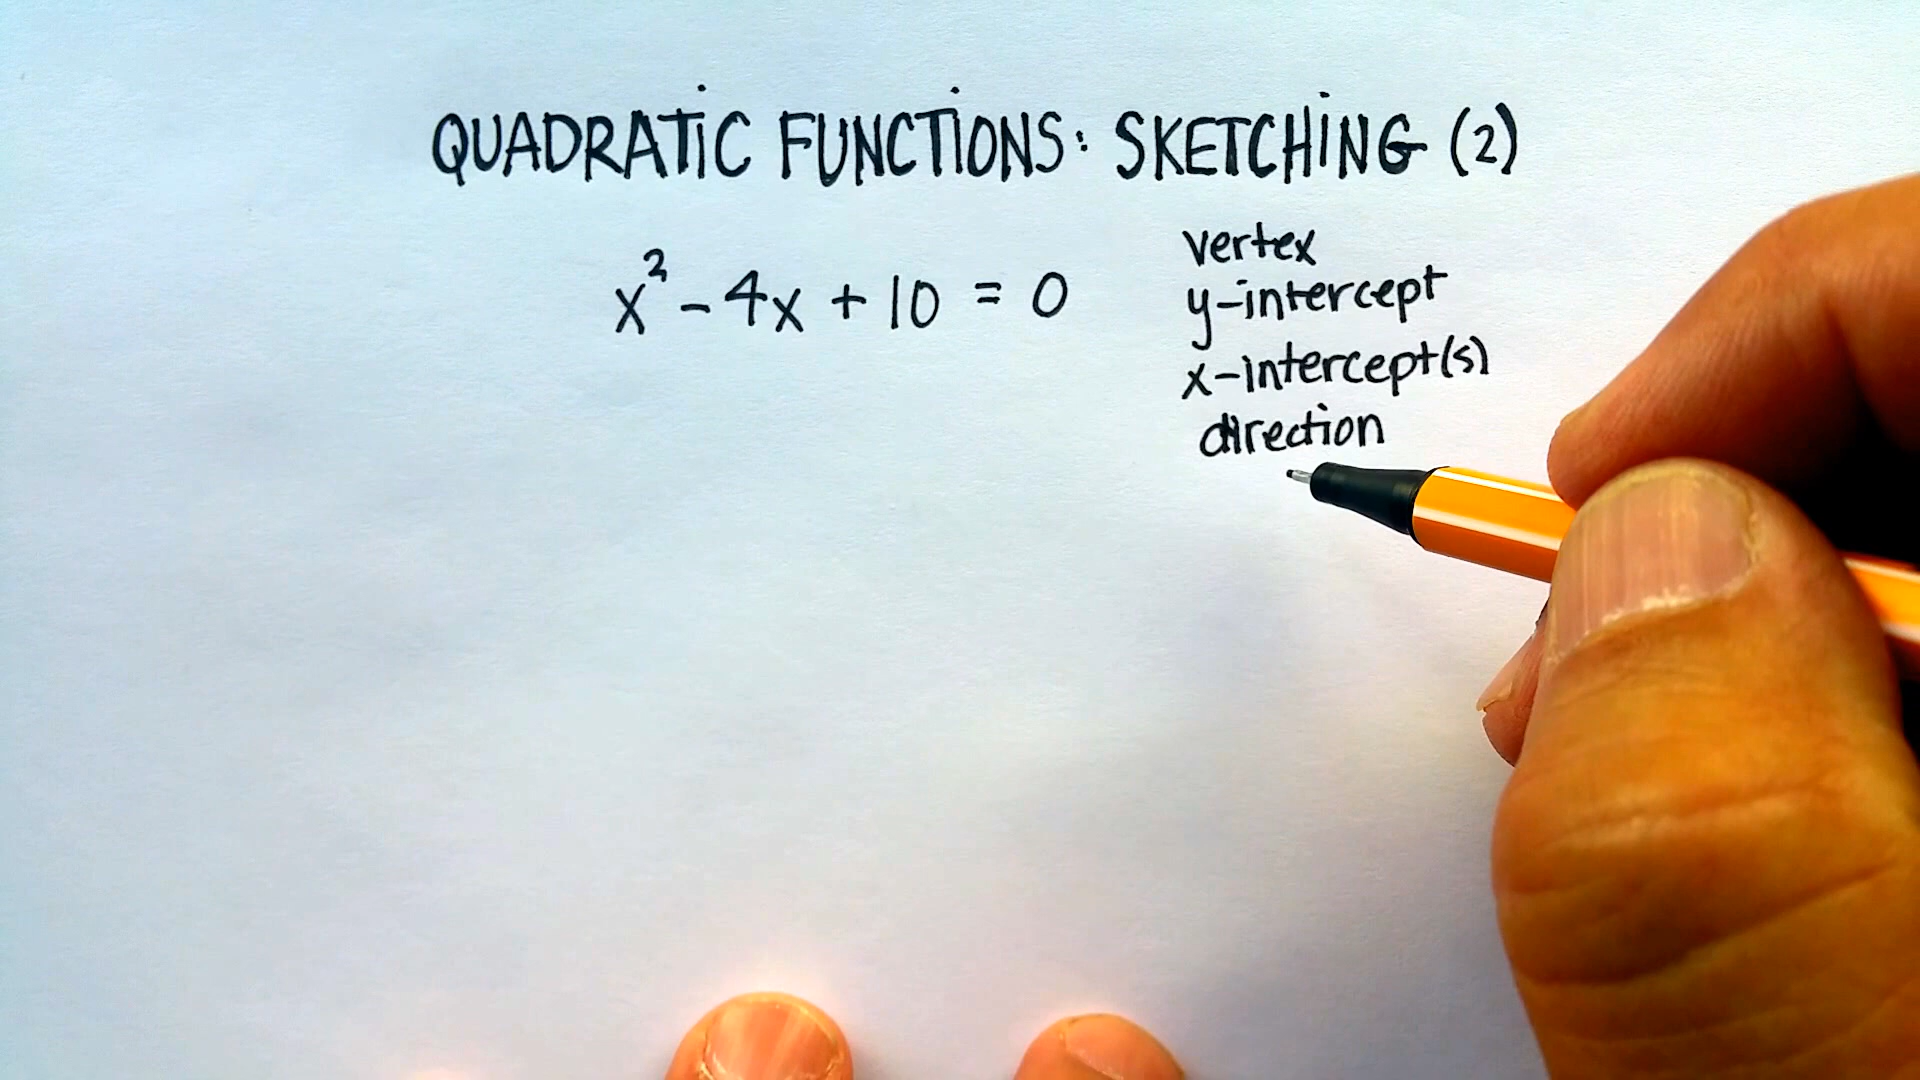 QUADRATIC FUNCTIONS: SKETCHING (2)
x² - 4x + 10 = 0
vertex
y-intercept
x-intercept(s)
direction